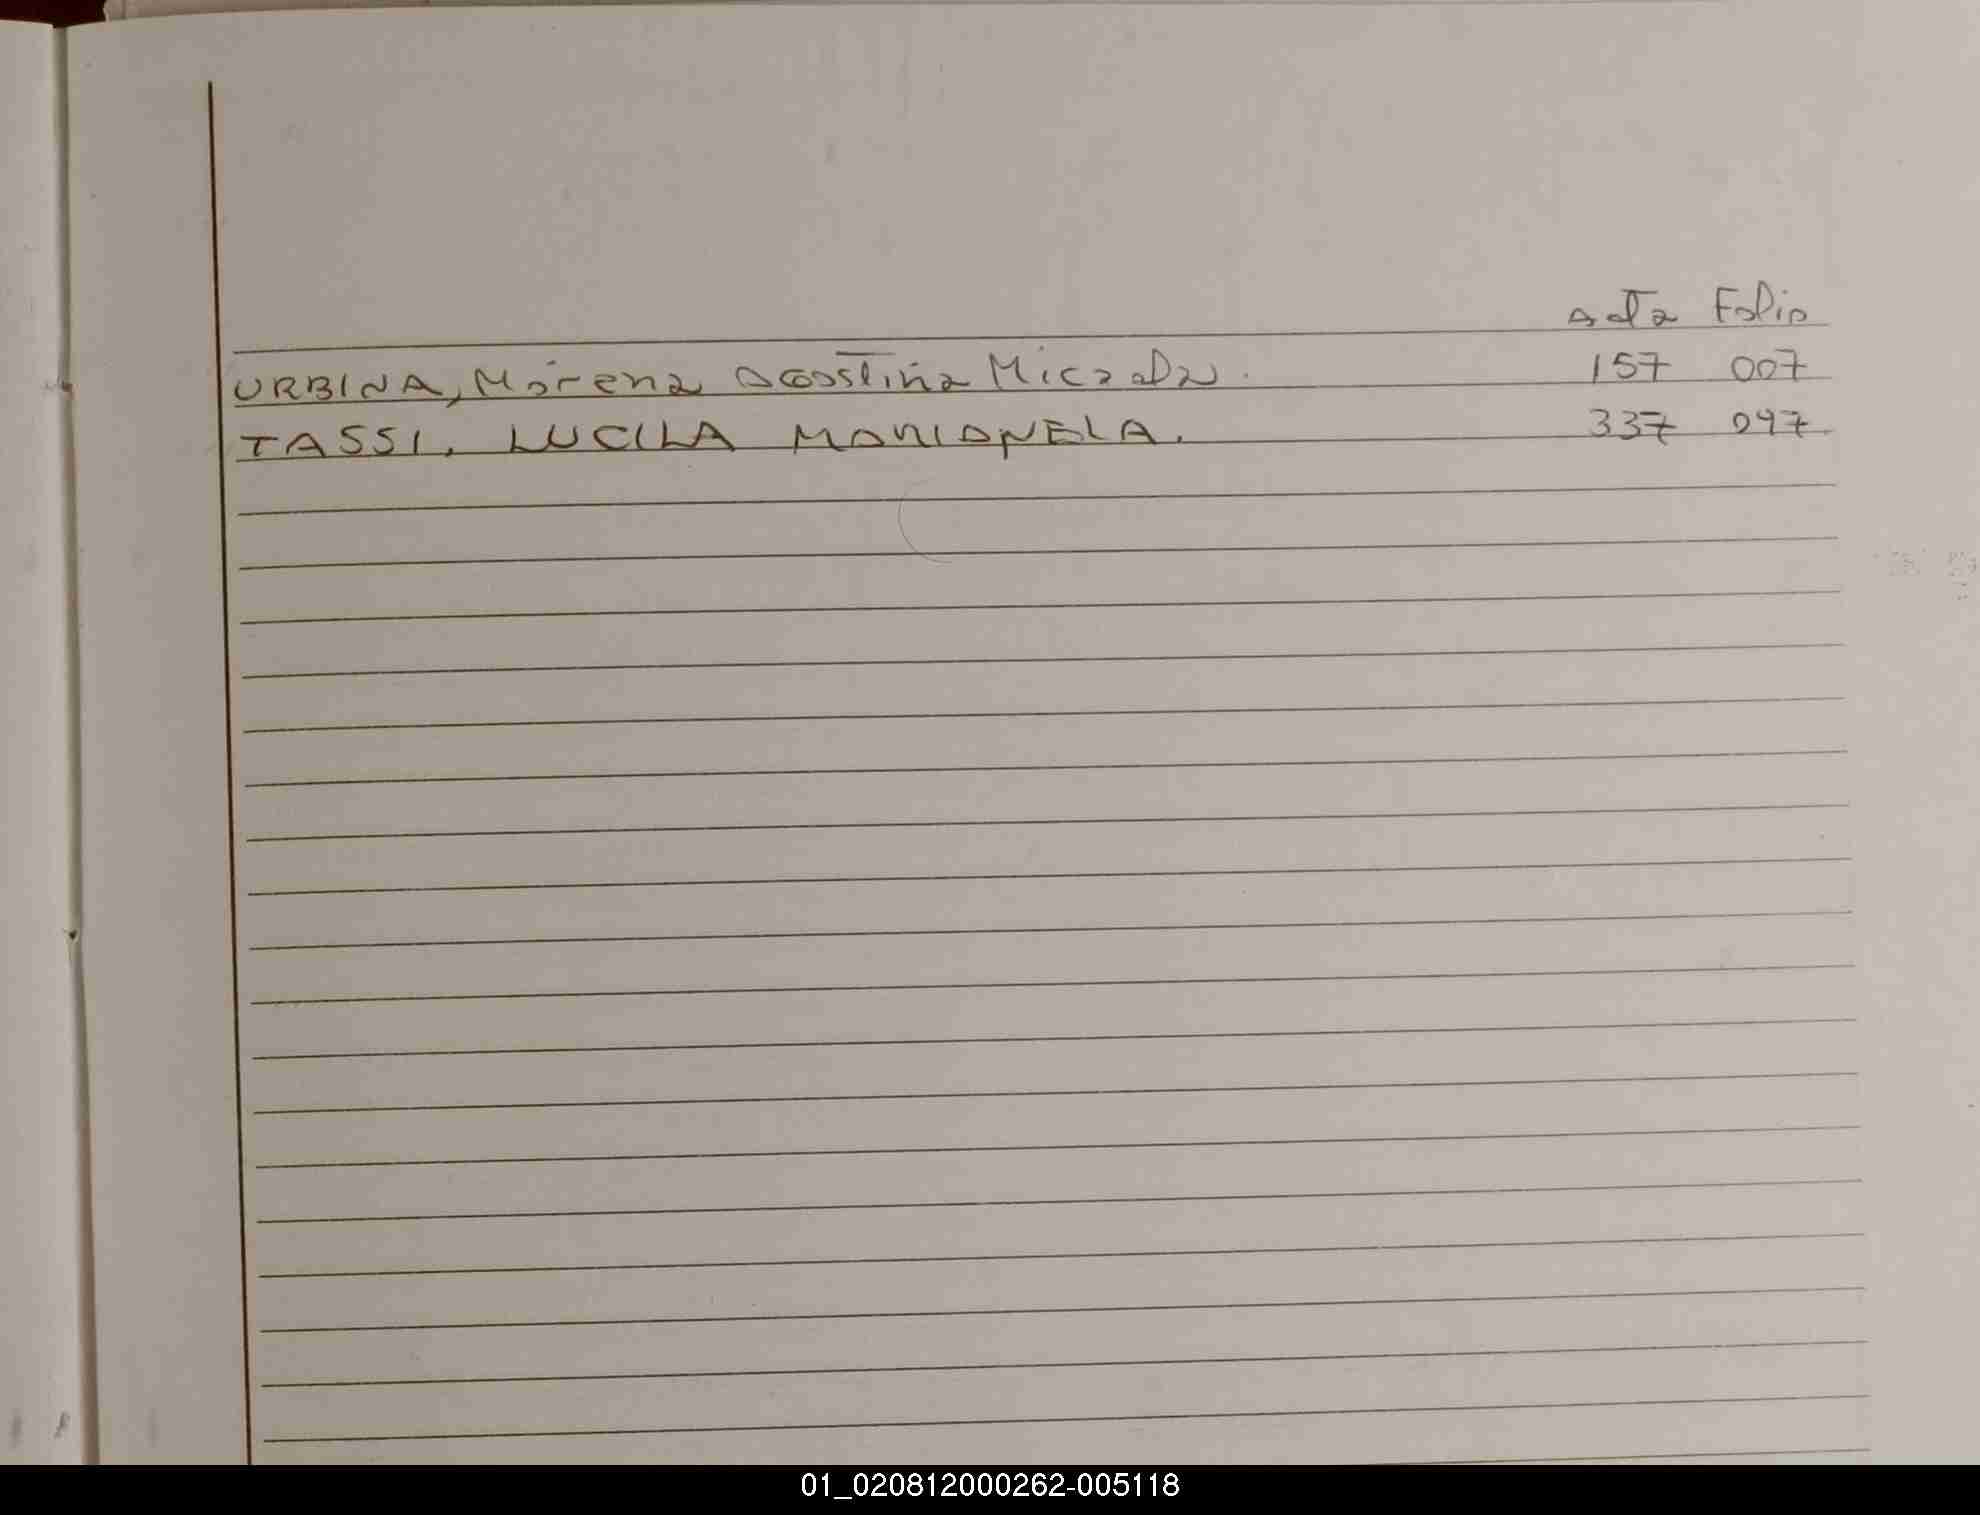 Acta Folio
URBINA, Morena Agostina Micaela. 157 007
TASSI, LUCILA MARIANELA. 337 097
01_020812000262-005118